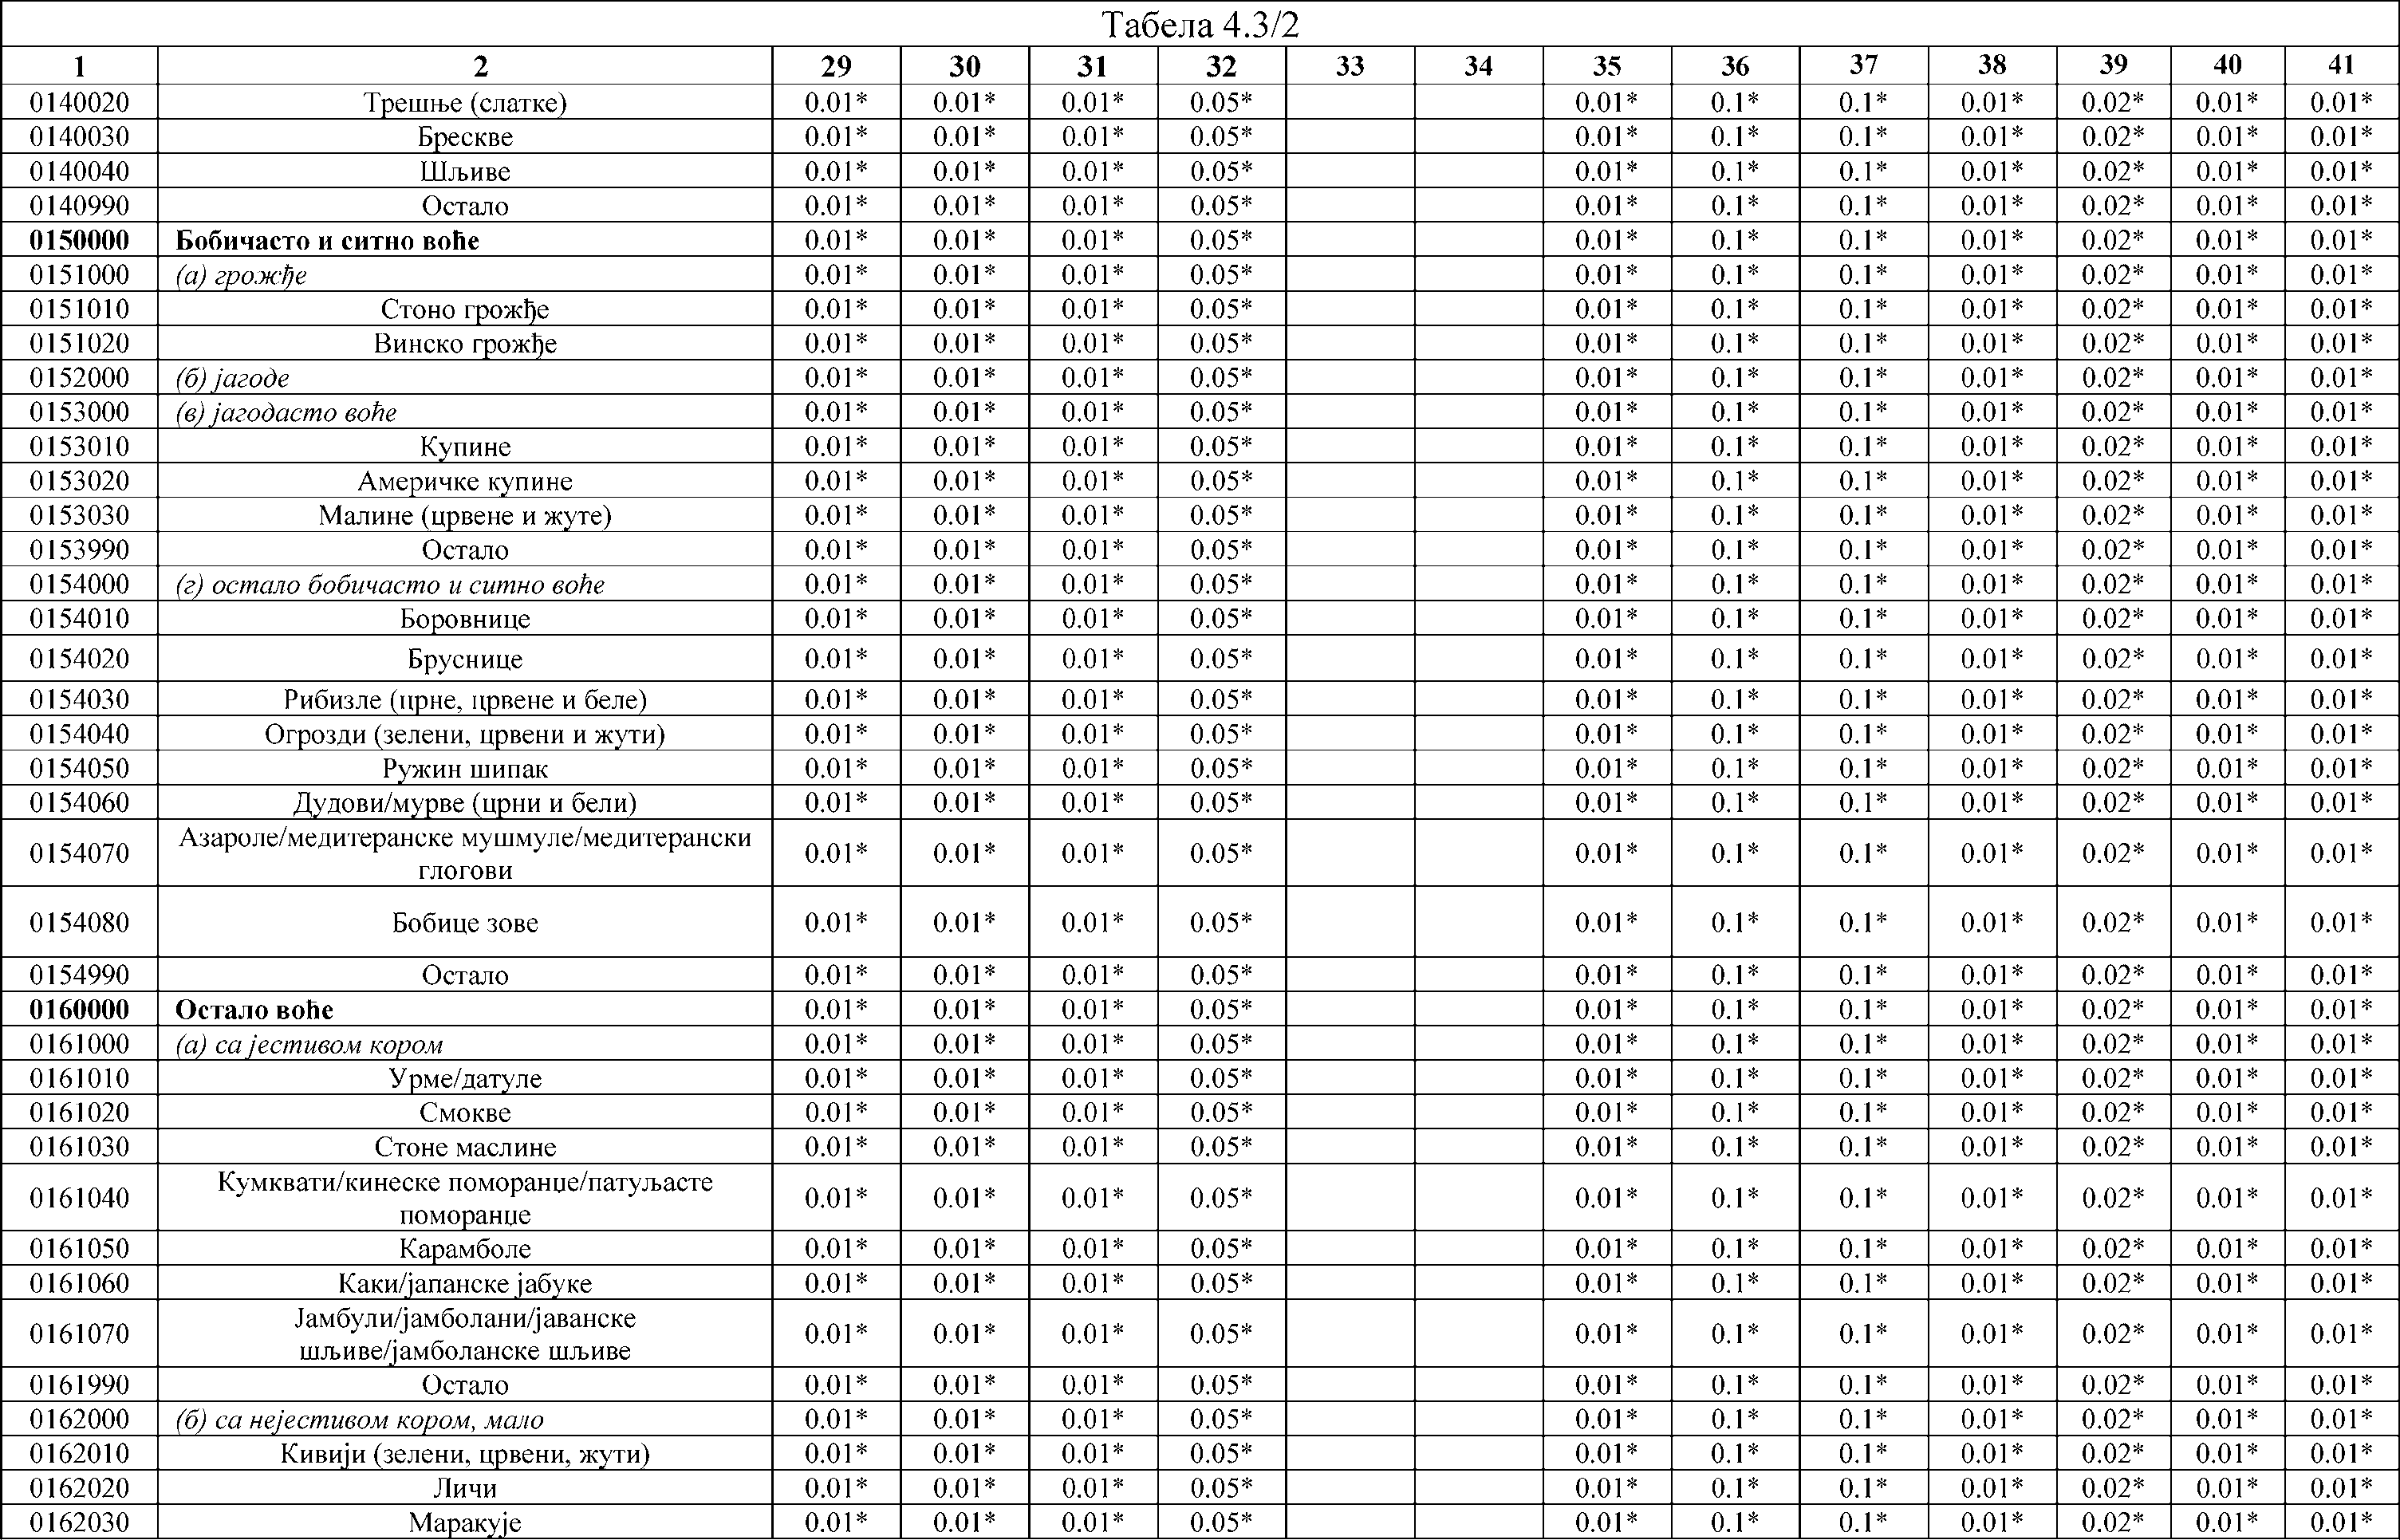 Табела 4.3/2
1 2 29 30 31 32 33 34 35 36 37 38 39 40 41
0140020 Трешње (слатке) 0.01* 0.01* 0.01* 0.05* 0.01* 0.1* 0.1* 0.01* 0.02* 0.01* 0.01*
0140030 Брескве 0.01* 0.01* 0.01* 0.05* 0.01* 0.1* 0.1* 0.01* 0.02* 0.01* 0.01*
0140040 Шљиве 0.01* 0.01* 0.01* 0.05* 0.01* 0.1* 0.1* 0.01* 0.02* 0.01* 0.01*
0140990 Остало 0.01* 0.01* 0.01* 0.05* 0.01* 0.1* 0.1* 0.01* 0.02* 0.01* 0.01*
0150000 Бобичасто и ситно воће 0.01* 0.01* 0.01* 0.05* 0.01* 0.1* 0.1* 0.01* 0.02* 0.01* 0.01*
0151000 (а) грожђе 0.01* 0.01* 0.01* 0.05* 0.01* 0.1* 0.1* 0.01* 0.02* 0.01* 0.01*
0151010 Стоно грожђе 0.01* 0.01* 0.01* 0.05* 0.01* 0.1* 0.1* 0.01* 0.02* 0.01* 0.01*
0151020 Винско грожђе 0.01* 0.01* 0.01* 0.05* 0.01* 0.1* 0.1* 0.01* 0.02* 0.01* 0.01*
0152000 (б) јагоде 0.01* 0.01* 0.01* 0.05* 0.01* 0.1* 0.1* 0.01* 0.02* 0.01* 0.01*
0153000 (в) јагодасто воће 0.01* 0.01* 0.01* 0.05* 0.01* 0.1* 0.1* 0.01* 0.02* 0.01* 0.01*
0153010 Купине 0.01* 0.01* 0.01* 0.05* 0.01* 0.1* 0.1* 0.01* 0.02* 0.01* 0.01*
0153020 Америчке купине 0.01* 0.01* 0.01* 0.05* 0.01* 0.1* 0.1* 0.01* 0.02* 0.01* 0.01*
0153030 Малине (црвене и жуте) 0.01* 0.01* 0.01* 0.05* 0.01* 0.1* 0.1* 0.01* 0.02* 0.01* 0.01*
0153990 Остало 0.01* 0.01* 0.01* 0.05* 0.01* 0.1* 0.1* 0.01* 0.02* 0.01* 0.01*
0154000 (г) остало бобичасто и ситно воће 0.01* 0.01* 0.01* 0.05* 0.01* 0.1* 0.1* 0.01* 0.02* 0.01* 0.01*
0154010 Боровнице 0.01* 0.01* 0.01* 0.05* 0.01* 0.1* 0.1* 0.01* 0.02* 0.01* 0.01*
0154020 Бруснице 0.01* 0.01* 0.01* 0.05* 0.01* 0.1* 0.1* 0.01* 0.02* 0.01* 0.01*
0154030 Рибизле (црне, црвене и беле) 0.01* 0.01* 0.01* 0.05* 0.01* 0.1* 0.1* 0.01* 0.02* 0.01* 0.01*
0154040 Огрозди (зелени, црвени и жути) 0.01* 0.01* 0.01* 0.05* 0.01* 0.1* 0.1* 0.01* 0.02* 0.01* 0.01*
0154050 Ружин шипак 0.01* 0.01* 0.01* 0.05* 0.01* 0.1* 0.1* 0.01* 0.02* 0.01* 0.01*
0154060 Дудови/мурве (црни и бели) 0.01* 0.01* 0.01* 0.05* 0.01* 0.1* 0.1* 0.01* 0.02* 0.01* 0.01*
Азароле/медитеранске мушмуле/медитерански
0154070 глогови 0.01* 0.01* 0.01* 0.05* 0.01* 0.1* 0.1* 0.01* 0.02* 0.01* 0.01*
0154080 Бобице зове 0.01* 0.01* 0.01* 0.05* 0.01* 0.1* 0.1* 0.01* 0.02* 0.01* 0.01*
0154990 Остало 0.01* 0.01* 0.01* 0.05* 0.01* 0.1* 0.1* 0.01* 0.02* 0.01* 0.01*
0160000 Остало воће 0.01* 0.01* 0.01* 0.05* 0.01* 0.1* 0.1* 0.01* 0.02* 0.01* 0.01*
0161000 (а) са јестивом кором 0.01* 0.01* 0.01* 0.05* 0.01* 0.1* 0.1* 0.01* 0.02* 0.01* 0.01*
0161010 Урме/датуле 0.01* 0.01* 0.01* 0.05* 0.01* 0.1* 0.1* 0.01* 0.02* 0.01* 0.01*
0161020 Смокве 0.01* 0.01* 0.01* 0.05* 0.01* 0.1* 0.1* 0.01* 0.02* 0.01* 0.01*
0161030 Стоне маслине 0.01* 0.01* 0.01* 0.05* 0.01* 0.1* 0.1* 0.01* 0.02* 0.01* 0.01*
Кумквати/кинеске поморанџе/патуљасте
0161040 поморанџе 0.01* 0.01* 0.01* 0.05* 0.01* 0.1* 0.1* 0.01* 0.02* 0.01* 0.01*
0161050 Карамболе 0.01* 0.01* 0.01* 0.05* 0.01* 0.1* 0.1* 0.01* 0.02* 0.01* 0.01*
0161060 Каки/јапанске јабуке 0.01* 0.01* 0.01* 0.05* 0.01* 0.1* 0.1* 0.01* 0.02* 0.01* 0.01*
Јамбули/јамболани/јаванске
0161070 шљиве/јамболанске шљиве 0.01* 0.01* 0.01* 0.05* 0.01* 0.1* 0.1* 0.01* 0.02* 0.01* 0.01*
0161990 Остало 0.01* 0.01* 0.01* 0.05* 0.01* 0.1* 0.1* 0.01* 0.02* 0.01* 0.01*
0162000 (б) са нејестивом кором, мало 0.01* 0.01* 0.01* 0.05* 0.01* 0.1* 0.1* 0.01* 0.02* 0.01* 0.01*
0162010 Кивији (зелени, црвени, жути) 0.01* 0.01* 0.01* 0.05* 0.01* 0.1* 0.1* 0.01* 0.02* 0.01* 0.01*
0162020 Личи 0.01* 0.01* 0.01* 0.05* 0.01* 0.1* 0.1* 0.01* 0.02* 0.01* 0.01*
0162030 Маракује 0.01* 0.01* 0.01* 0.05* 0.01* 0.1* 0.1* 0.01* 0.02* 0.01* 0.01*